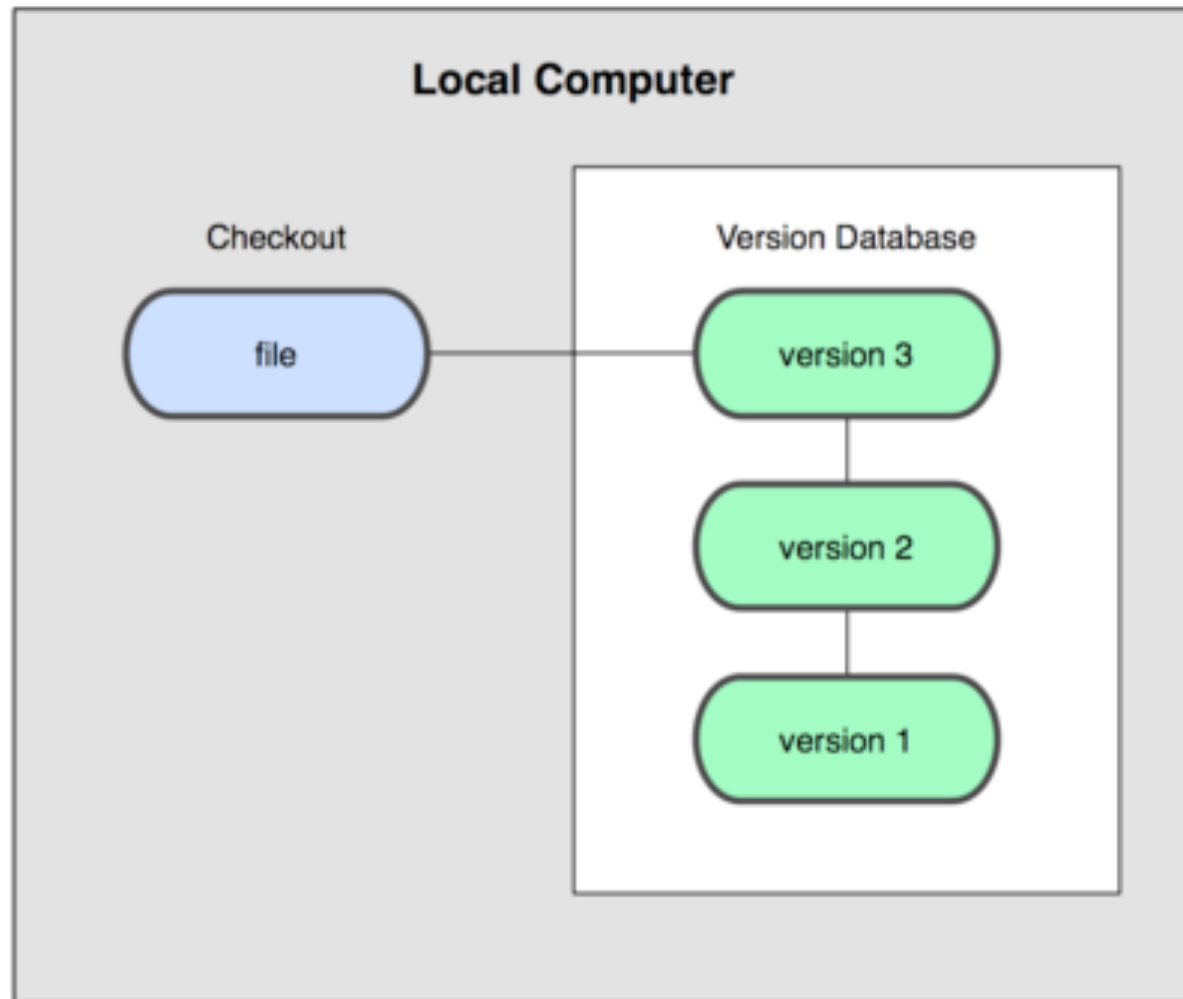 Local Computer
Checkout
Version Database
file
version 3
version 2
version 1